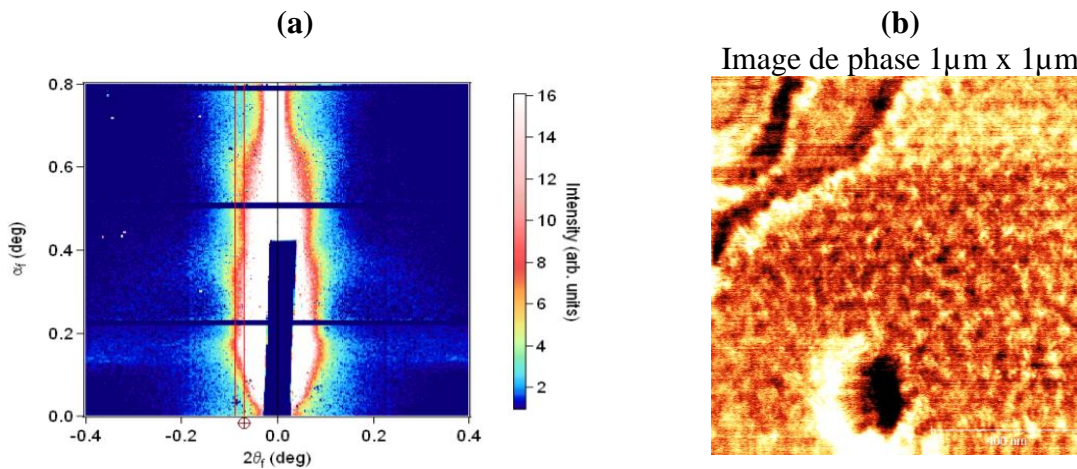 (a)
(b)
Image de phase 1µm x 1µm
0.8
0.6
0.4
0.2
0.0
αf (deg)
-0.4
-0.2
0.0
0.2
0.4
2θf (deg)
16
14
12
10
8
6
4
2
Intensity (arb. units)
400 nm